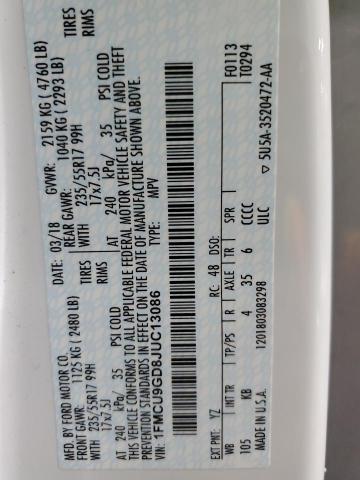 MFD. BY FORD MOTOR CO.
DATE: 03/18 GVWR: 2159 KG ( 4760 LB)
FRONT GAWR: 1125 KG ( 2480 LB) REAR GAWR: 1040 KG ( 2293 LB)
235/55R17 99H TIRES WITH 235/55R17 99H TIRES
17x7.5J RIMS 17x7.5J RIMS
AT 240 kPa/ 35 PSI COLD AT 240 kPa/ 35 PSI COLD
THIS VEHICLE CONFORMS TO ALL APPLICABLE FEDERAL MOTOR VEHICLE SAFETY AND THEFT
PREVENTION STANDARDS IN EFFECT ON THE DATE OF MANUFACTURE SHOWN ABOVE.
VIN: 1FMCU9GD8JUC13086 TYPE: MPV
F0113
T0294
EXT PNT: YZ RC: 48 DSO:
WB INT TR TP/PS R AXLE TR SPR
105 KB 4 35 6 CCCC
MADE IN U.S.A. 1201803083298 ULC
5U5A-3520472-AA